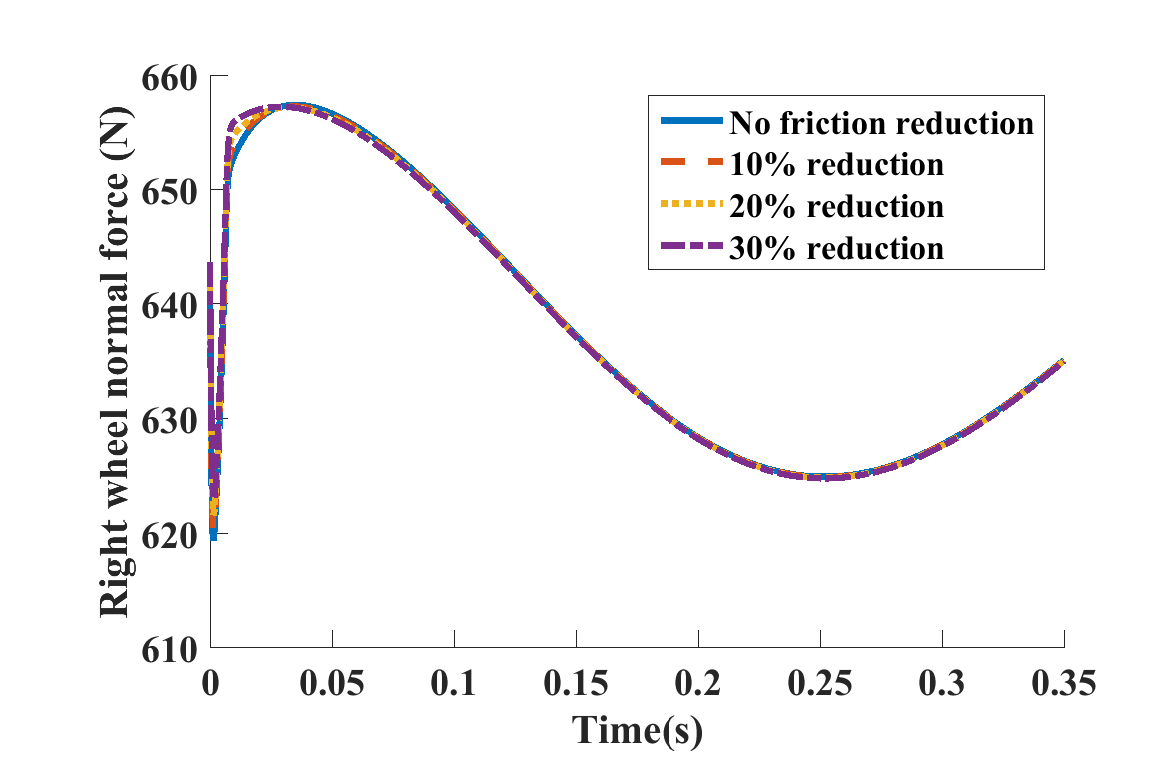 Right wheel normal force (N)
660
650
640
630
620
610
0 0.05 0.1 0.15 0.2 0.25 0.3 0.35
Time(s)
No friction reduction
10% reduction
20% reduction
30% reduction